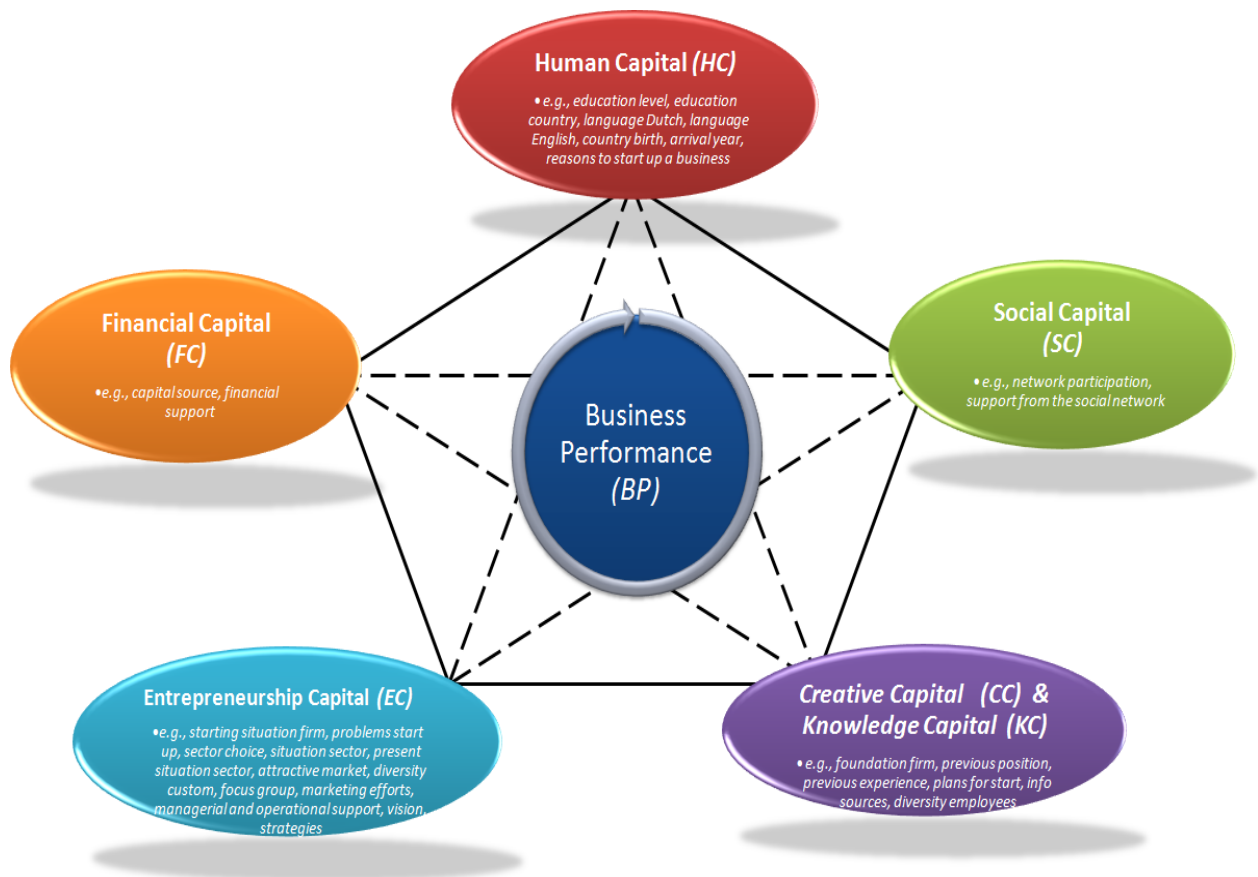 Human Capital (HC)
•e.g., education level, education
country, language Dutch, language
English, country birth, arrival year,
reasons to start up a business
Financial Capital
(FC)
•e.g., capital source, financial
support
Social Capital
(SC)
•e.g., network participation,
support from the social network
Business
Performance
(BP)
Entrepreneurship Capital (EC)
•e.g., starting situation firm, problems start
up, sector choice, situation sector, present
situation sector, attractive market, diversity
custom, focus group, marketing efforts,
managerial and operational support, vision,
strategies
Creative Capital (CC) &
Knowledge Capital (KC)
•e.g., foundation firm, previous position,
previous experience, plans for start, info
sources, diversity employees